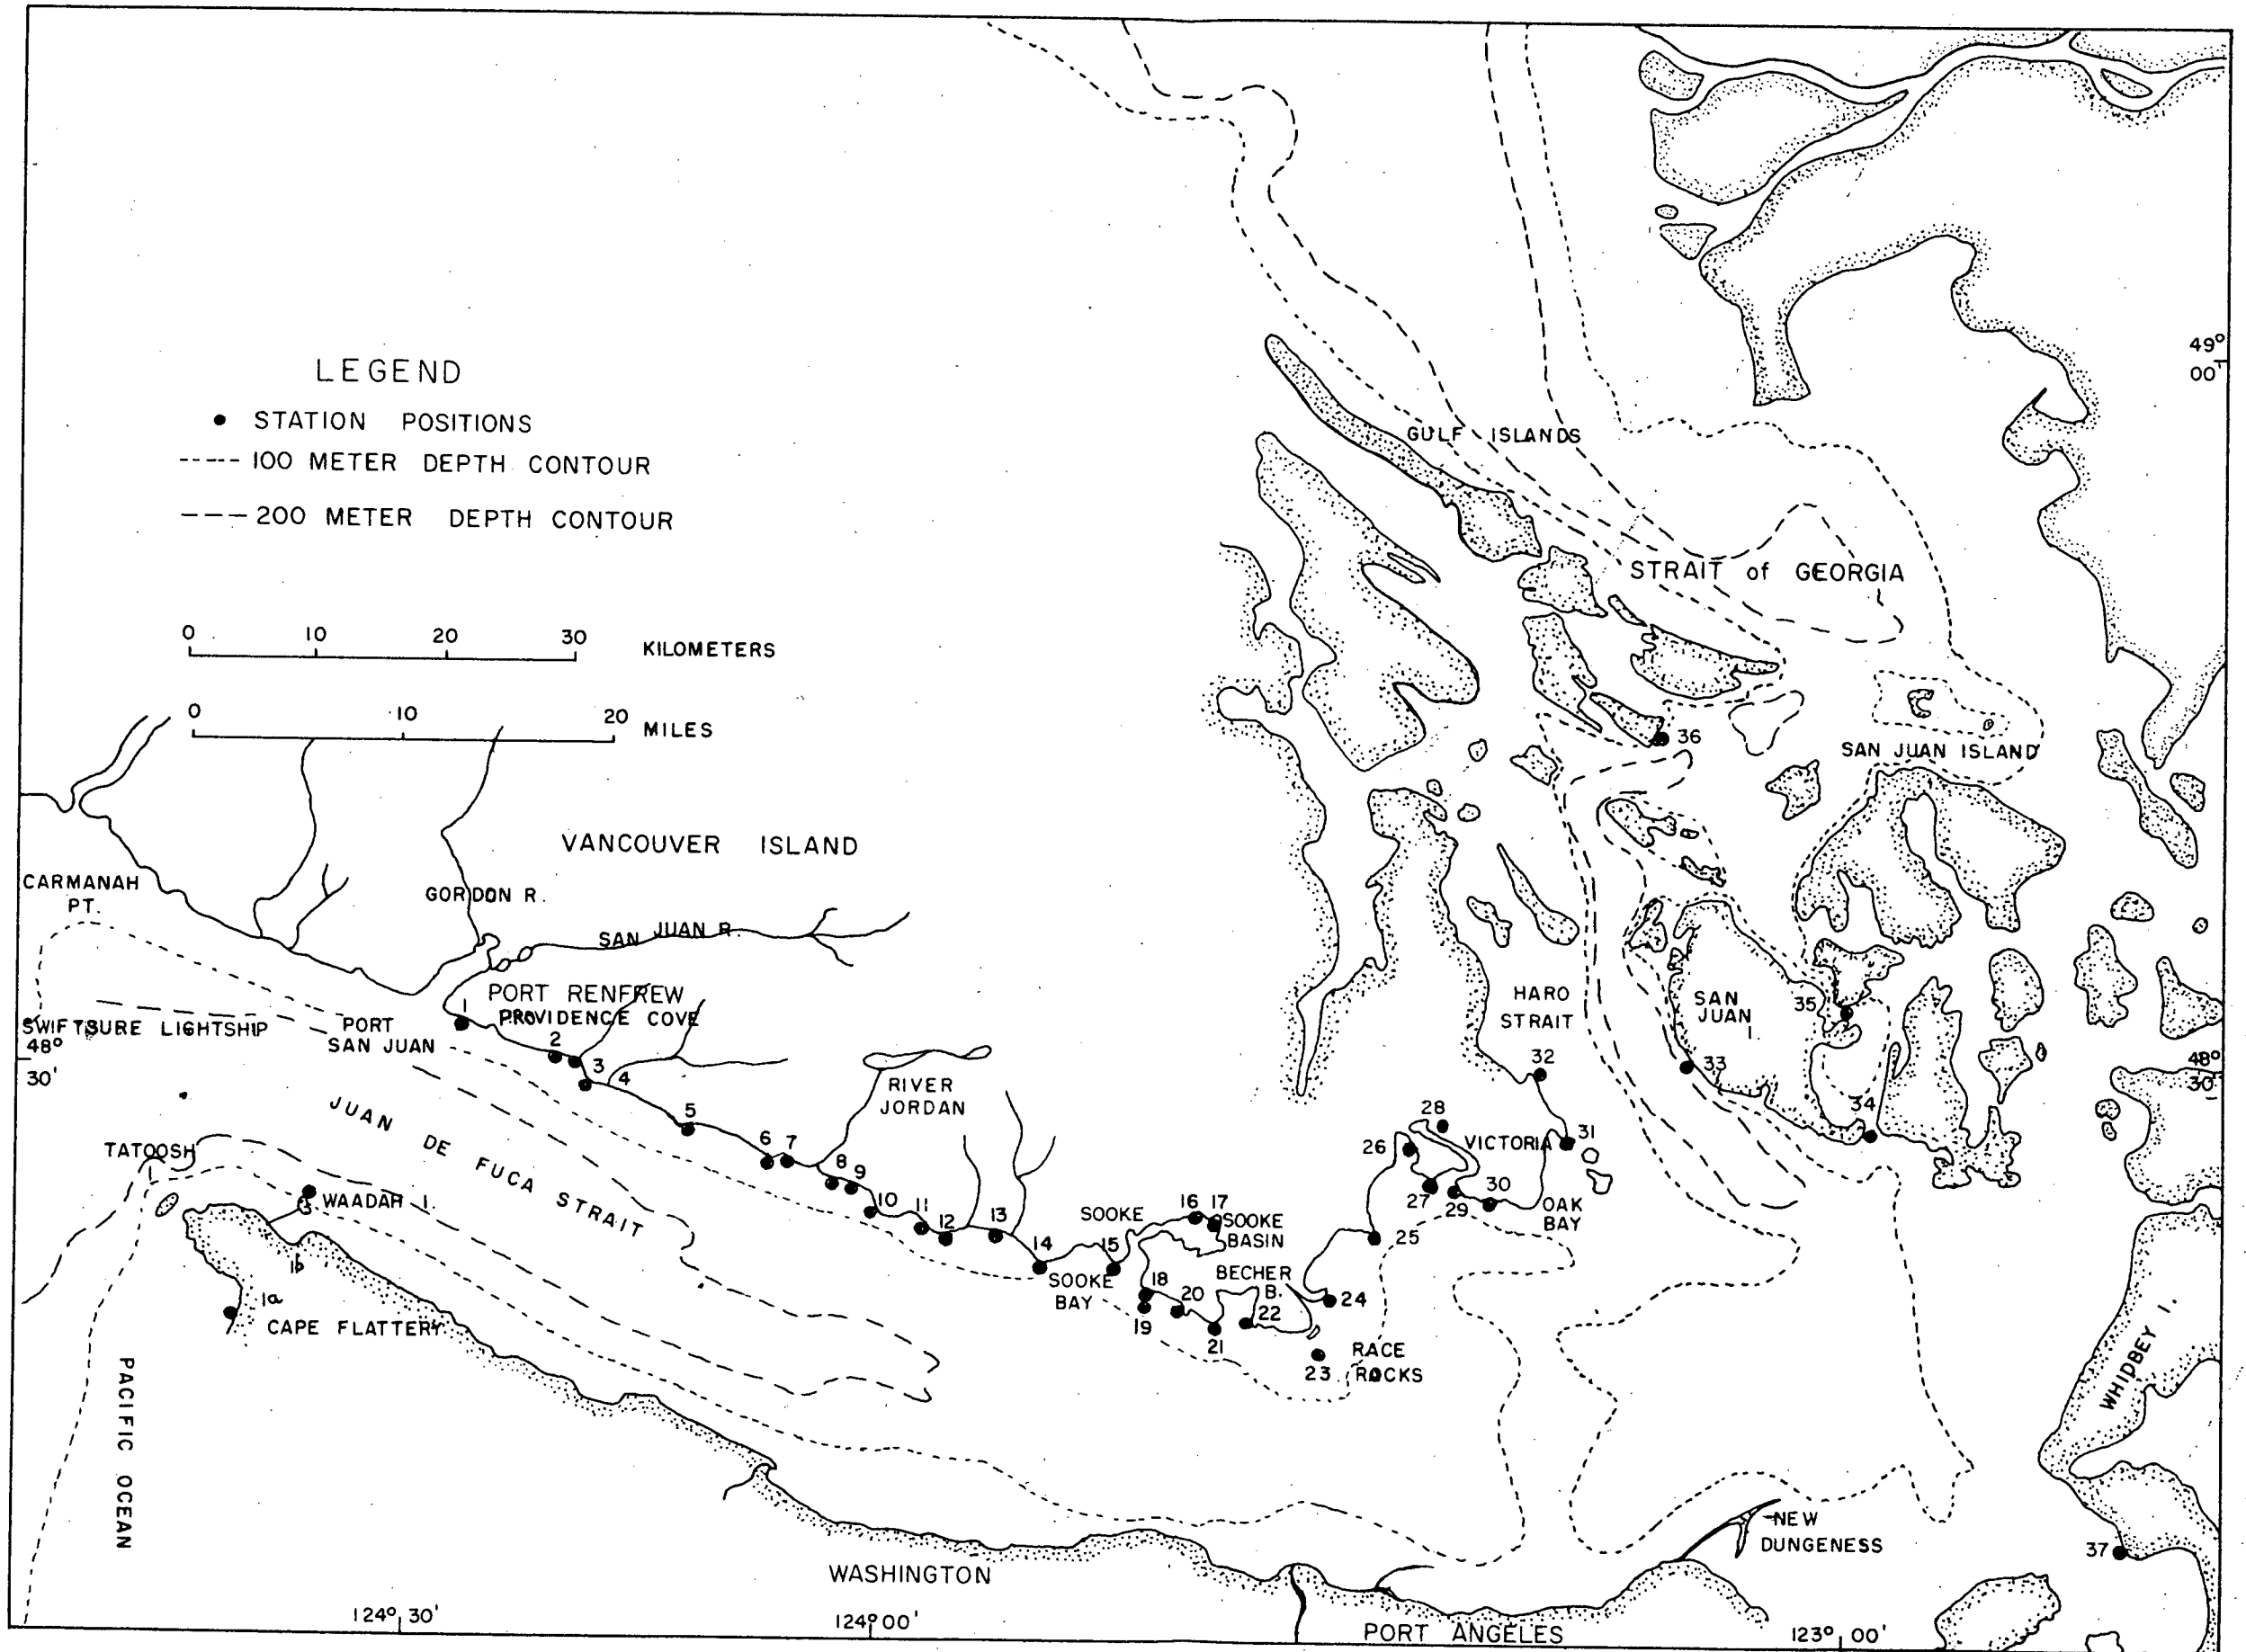 LEGEND
STATION POSITIONS
100 METER DEPTH CONTOUR
200 METER DEPTH CONTOUR
0 10 20 30
KILOMETERS
0 10 20
MILES
49°
00'
GULF ISLANDS
STRAIT of GEORGIA
36
SAN JUAN ISLAND
VANCOUVER ISLAND
CARMANAH
PT.
GORDON R.
SAN JUAN R.
PORT RENFREW
PROVIDENCE COVE
SWIFTSURE LIGHTSHIP
PORT
SAN JUAN
48°
30'
1
2
3
4
5
6
7
8
9
10
11
12
13
14
15
16
17
18
19
20
21
22
23
24
25
26
27
28
29
30
31
32
33
34
35
HARO
STRAIT
SAN
JUAN
I.
48°
30'
RIVER
JORDAN
JUAN DE FUCA STRAIT
TATOOSH
I.
WAADAH I.
1b
1a
CAPE FLATTERY
PACIFIC OCEAN
SOOKE
SOOKE
BASIN
SOOKE
BAY
BECHER
B.
RACE
ROCKS
VICTORIA
OAK
BAY
WHIDBEY I.
37
NEW
DUNGENESS
WASHINGTON
PORT ANGELES
124° 30'
124° 00'
123° 00'